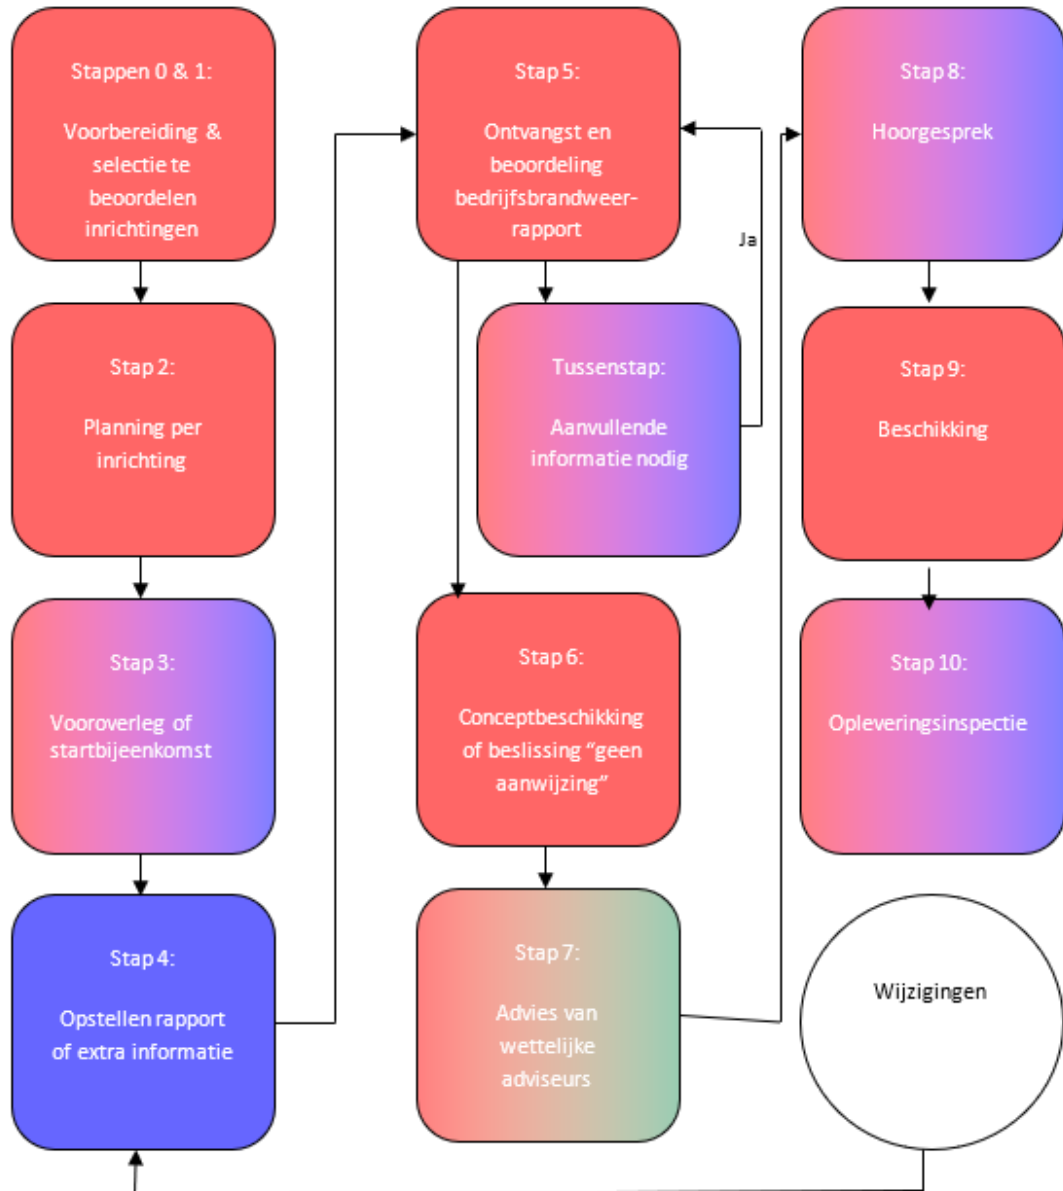 Stappen 0 & 1:
Voorbereiding &
selectie te
beoordelen
inrichtingen
Stap 2:
Planning per
inrichting
Stap 3:
Vooroverleg of
startbijeenkomst
Stap 4:
Opstellen rapport
of extra informatie
Stap 5:
Ontvangst en
beoordeling
bedrijfsbrandweer-
rapport
Ja
Tussenstap:
Aanvullende
informatie nodig
Stap 6:
Conceptbeschikking
of beslissing “geen
aanwijzing”
Stap 7:
Advies van
wettelijke
adviseurs
Stap 8:
Hoorgesprek
Stap 9:
Beschikking
Stap 10:
Opleveringsinspectie
Wijzigingen